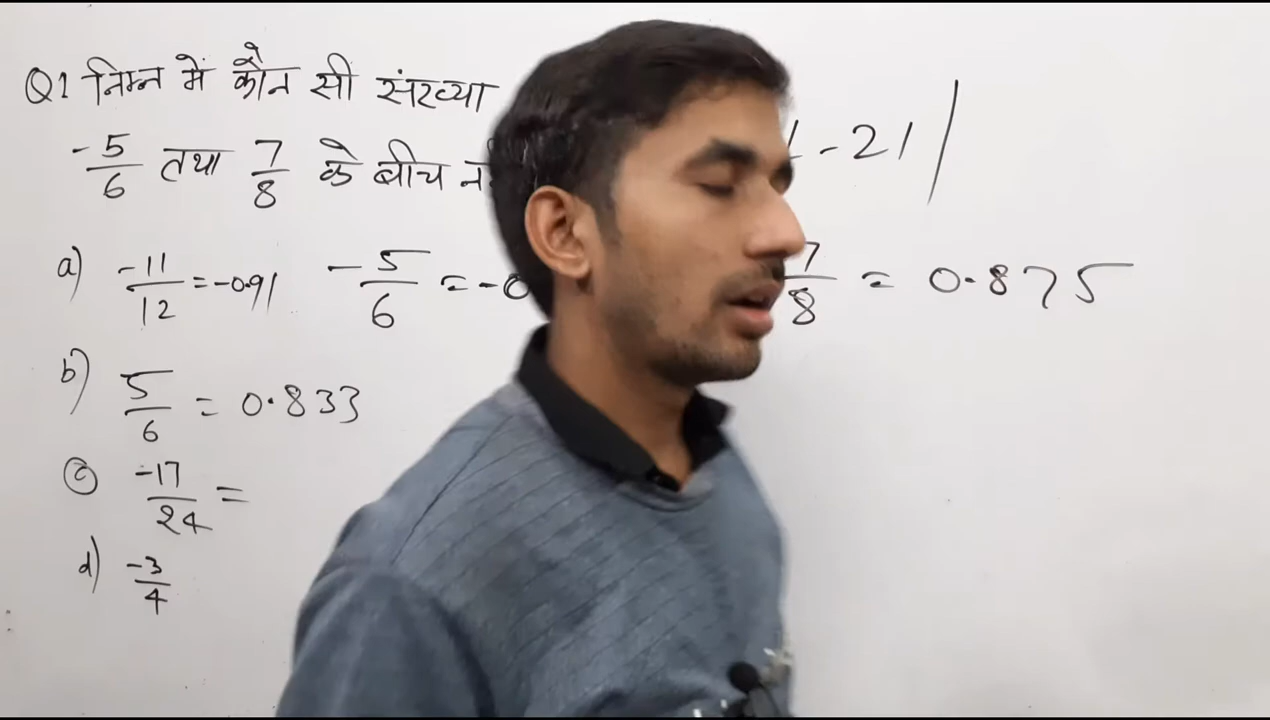 Q1 निम्न में कौन सी संख्या
-5/6 तथा 7/8 के बीच
-21
a) -11/12 = -0.91
-5/6 = -0
7/8 = 0.875
b) 5/6 = 0.833
c) -17/24 =
d) -3/4